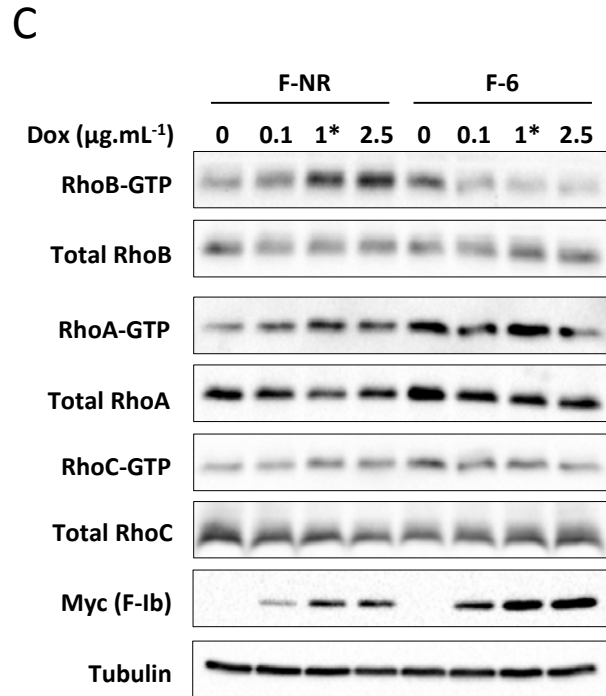 C
F-NR F-6
Dox (µg.mL⁻¹) 0 0.1 1* 2.5 0 0.1 1* 2.5
RhoB-GTP
Total RhoB
RhoA-GTP
Total RhoA
RhoC-GTP
Total RhoC
Myc (F-Ib)
Tubulin